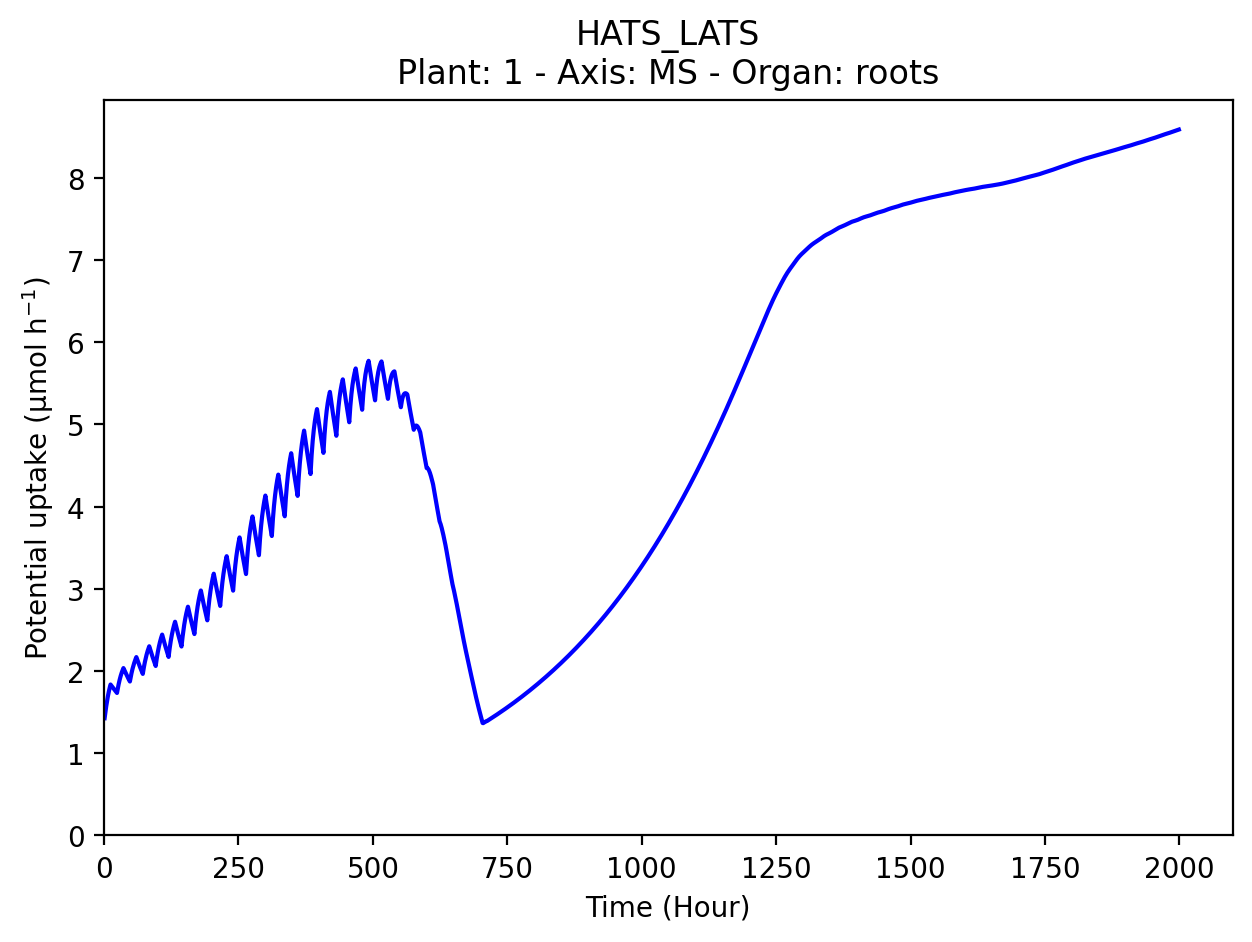 HATS_LATS
Plant: 1 - Axis: MS - Organ: roots
Potential uptake (µmol h⁻¹)
8
7
6
5
4
3
2
1
0
0 250 500 750 1000 1250 1500 1750 2000
Time (Hour)